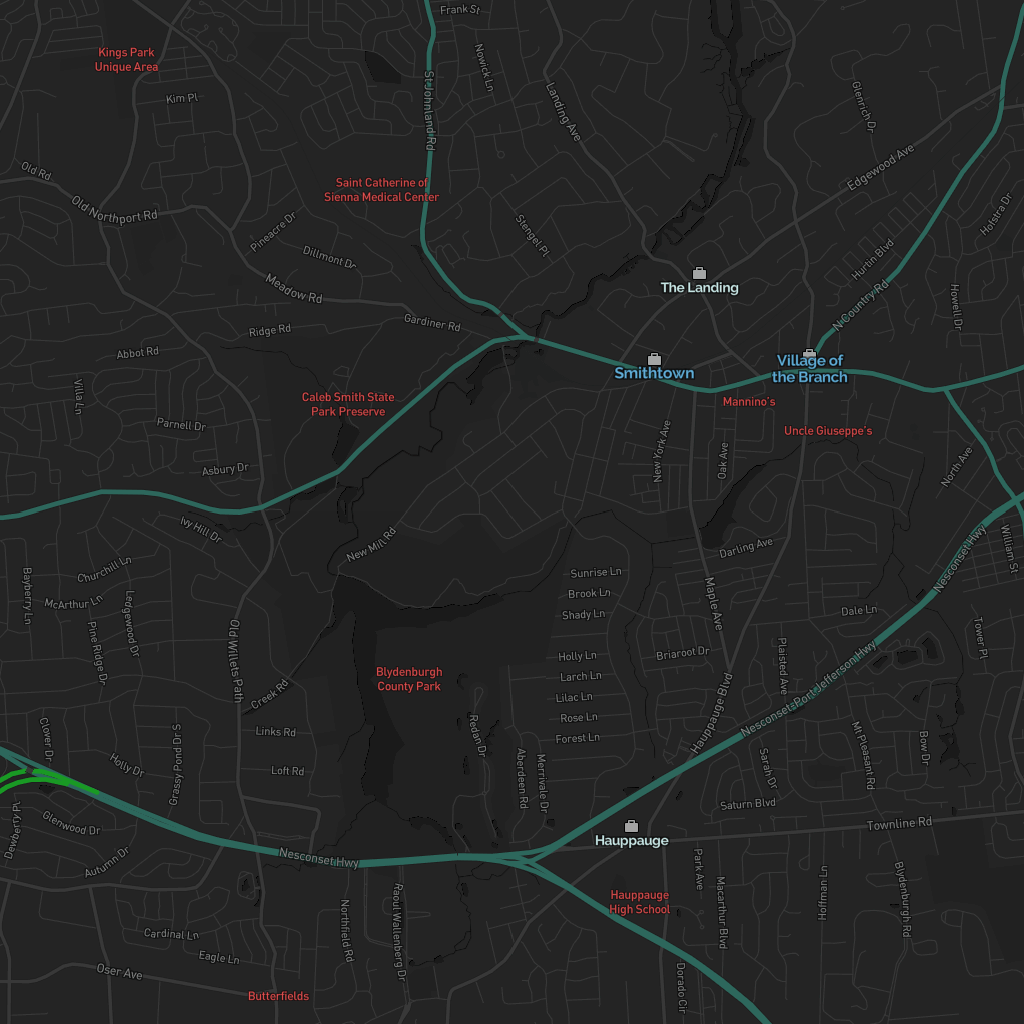 Frank St
Kings Park
Unique Area
Nowick Ln
St Johnland Rd
Landing Ave
Kim Pl
Glenrich Dr
Old Rd
Edgewood Ave
Saint Catherine of
Sienna Medical Center
Old Northport Rd
Pineacre Dr
Stengel Pl
Hofstra Dr
Dillmont Dr
Hurtin Blvd
Meadow Rd
The Landing
N Country Rd
Howell Dr
Gardiner Rd
Ridge Rd
Abbot Rd
Smithtown
Village of
the Branch
Villa Ln
Caleb Smith State
Park Preserve
Mannino's
Parnell Dr
Uncle Giuseppe's
New York Ave
Oak Ave
North Ave
Asbury Dr
Ivy Hill Dr
New Mill Rd
Darling Ave
Nesconset Hwy
William St
Churchill Ln
Bayberry Ln
Sunrise Ln
Brook Ln
McArthur Ln
Ledgewood Dr
Maple Ave
Shady Ln
Dale Ln
Pine Ridge Dr
Old Willets Path
Tower Pl
Holly Ln
Briaroot Dr
Plaisted Ave
Blydenburgh
County Park
Larch Ln
Creek Rd
Lilac Ln
Nesconset-Port Jefferson Hwy
Rose Ln
Hauppauge Blvd
Clover Dr
Links Rd
Redan Dr
Forest Ln
Bow Dr
Mt Pleasant Rd
Holly Dr
Grassy Pond Dr S
Loft Rd
Aberdeen Rd
Merrivale Dr
Sarah Dr
Saturn Blvd
Dewberry Pl
Glenwood Dr
Townline Rd
Hauppauge
Nesconset Hwy
Autumn Dr
Park Ave
Macarthur Blvd
Hoffman Ln
Blydenburgh Rd
Hauppauge
High School
Northfield Rd
Raoul Wallenberg Dr
Cardinal Ln
Eagle Ln
Oser Ave
Dorado Cir
Butterfields